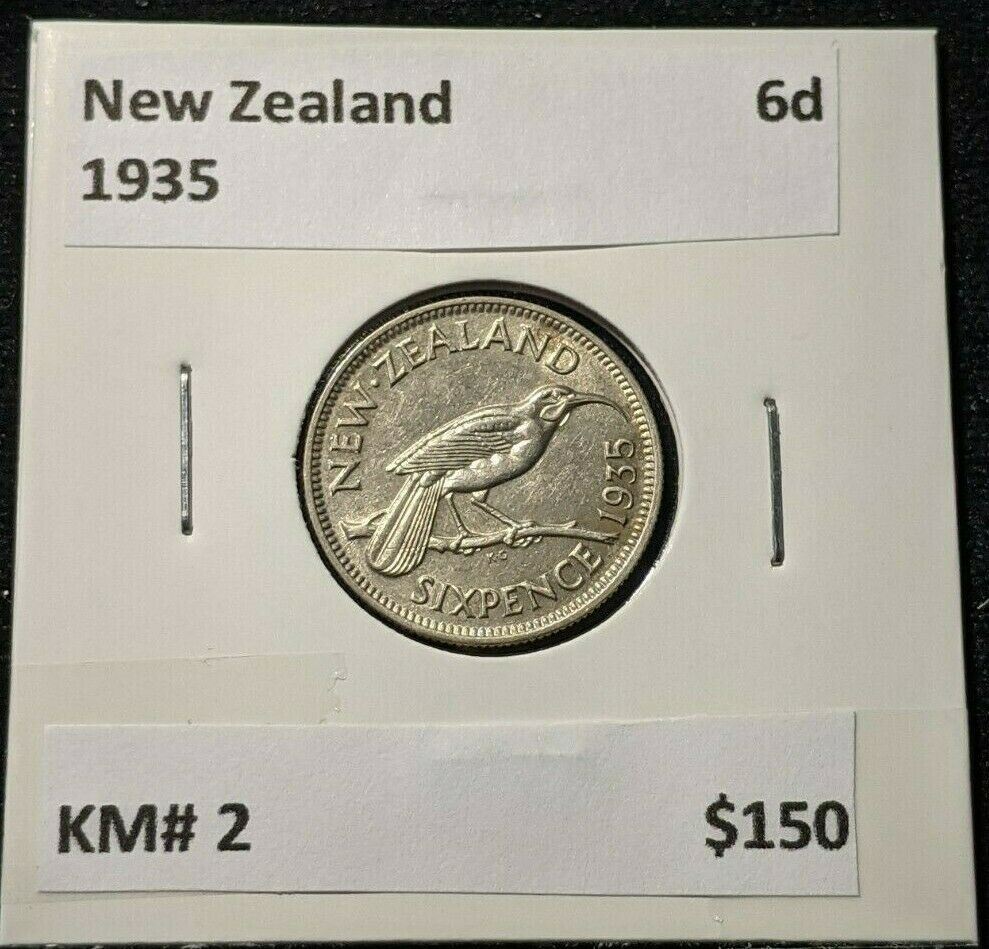 New Zealand 6d
1935
NEW · ZEALAND
1935
K·G
SIXPENCE
KM# 2 $150